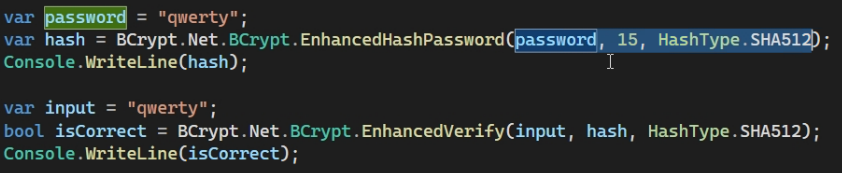 var password = "qwerty";
var hash = BCrypt.Net.BCrypt.EnhancedHashPassword(password, 15, HashType.SHA512);
Console.WriteLine(hash);
var input = "qwerty";
bool isCorrect = BCrypt.Net.BCrypt.EnhancedVerify(input, hash, HashType.SHA512);
Console.WriteLine(isCorrect);